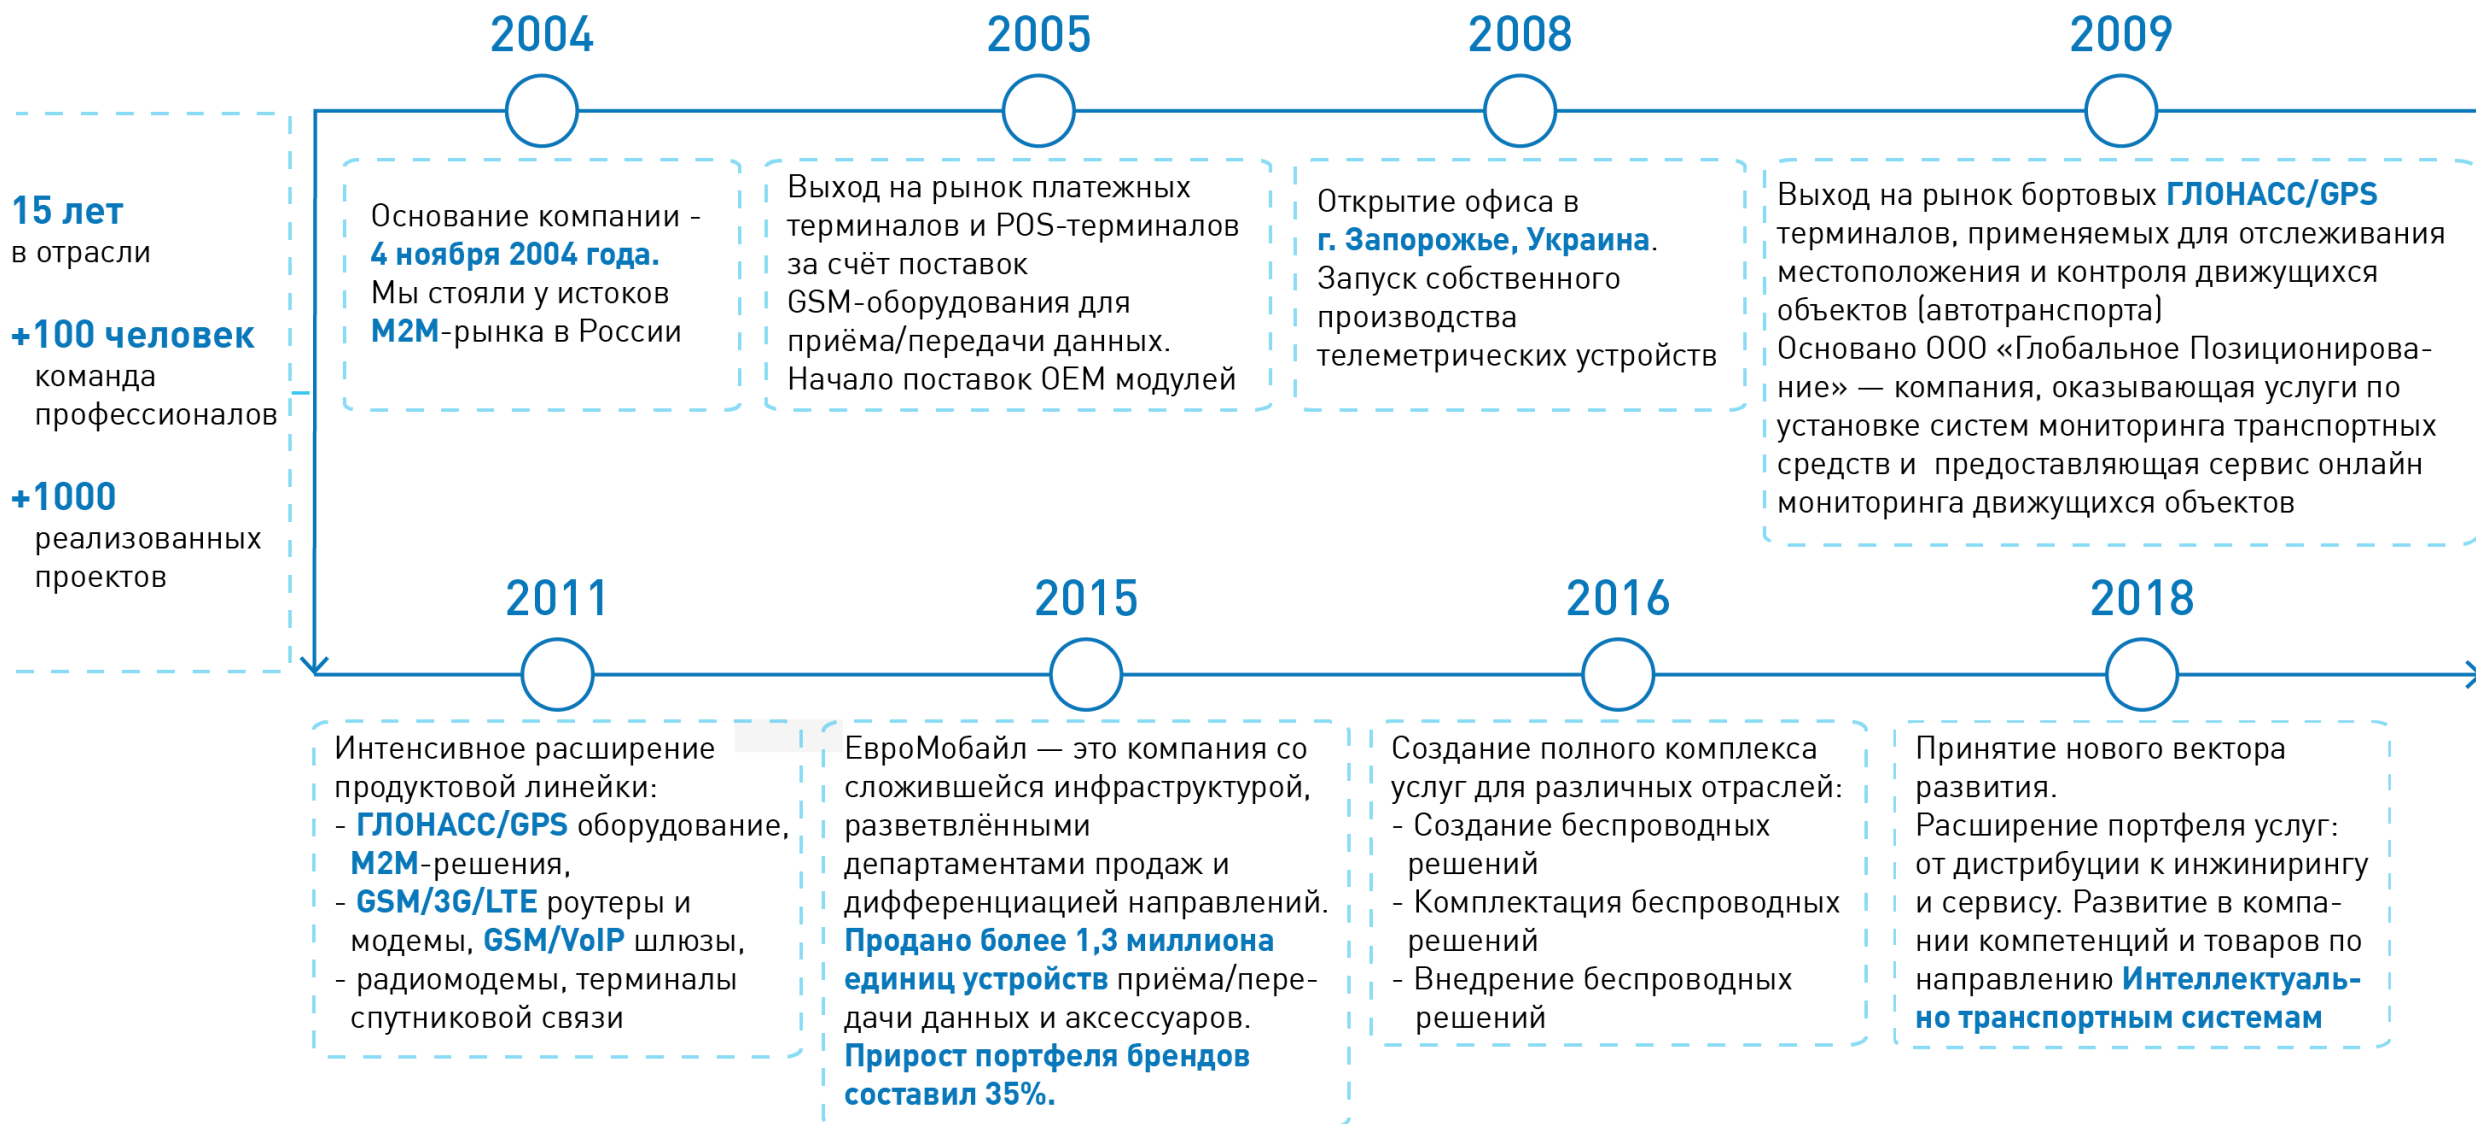 2004
2005
2008
2009
15 лет
в отрасли
+100 человек
команда
профессионалов
+1000
реализованных
проектов
Основание компании -
4 ноября 2004 года.
Мы стояли у истоков
М2М-рынка в России
Выход на рынок платежных
терминалов и POS-терминалов
за счёт поставок
GSM-оборудования для
приёма/передачи данных.
Начало поставок OEM модулей
Открытие офиса в
г. Запорожье, Украина.
Запуск собственного
производства
телеметрических устройств
Выход на рынок бортовых ГЛОНАСС/GPS
терминалов, применяемых для отслеживания
местоположения и контроля движущихся
объектов (автотранспорта)
Основано ООО «Глобальное Позиционирова-
ние» — компания, оказывающая услуги по
установке систем мониторинга транспортных
средств и предоставляющая сервис онлайн
мониторинга движущихся объектов
2011
2015
2016
2018
Интенсивное расширение
продуктовой линейки:
- ГЛОНАСС/GPS оборудование,
М2М-решения,
- GSM/3G/LTE роутеры и
модемы, GSM/VoIP шлюзы,
- радиомодемы, терминалы
спутниковой связи
ЕвроМобайл — это компания со
сложившейся инфраструктурой,
разветвлёнными
департаментами продаж и
дифференциацией направлений.
Продано более 1,3 миллиона
единиц устройств приёма/пере-
дачи данных и аксессуаров.
Прирост портфеля брендов
составил 35%.
Создание полного комплекса
услуг для различных отраслей:
- Создание беспроводных
решений
- Комплектация беспроводных
решений
- Внедрение беспроводных
решений
Принятие нового вектора
развития.
Расширение портфеля услуг:
от дистрибуции к инжинирингу
и сервису. Развитие в компа-
нии компетенций и товаров по
направлению Интеллектуаль-
но транспортным системам